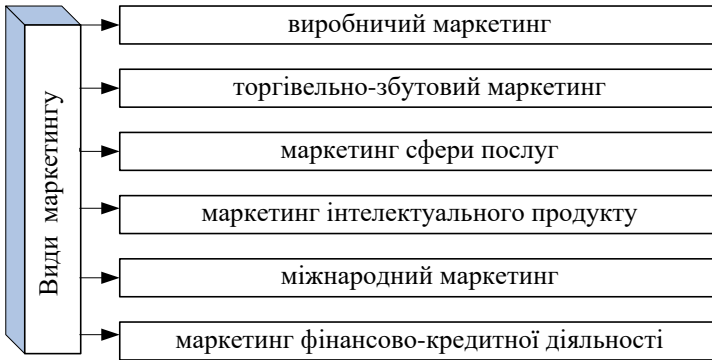 Види маркетингу
виробничий маркетинг
торгівельно-збутовий маркетинг
маркетинг сфери послуг
маркетинг інтелектуального продукту
міжнародний маркетинг
маркетинг фінансово-кредитної діяльності